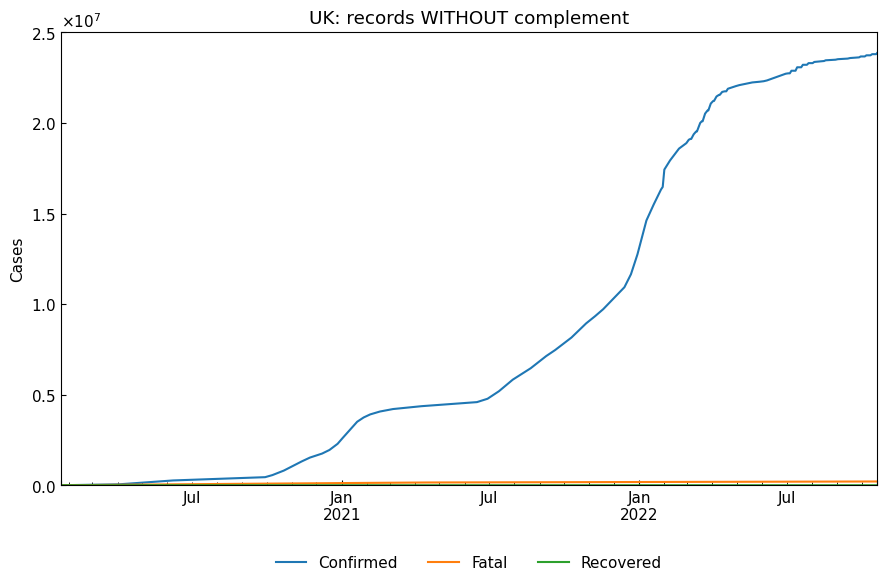 UK: records WITHOUT complement
×10⁷
2.5
2.0
1.5
1.0
0.5
0.0
Cases
Jul Jan Jul Jan Jul
2021 2022
Confirmed Fatal Recovered